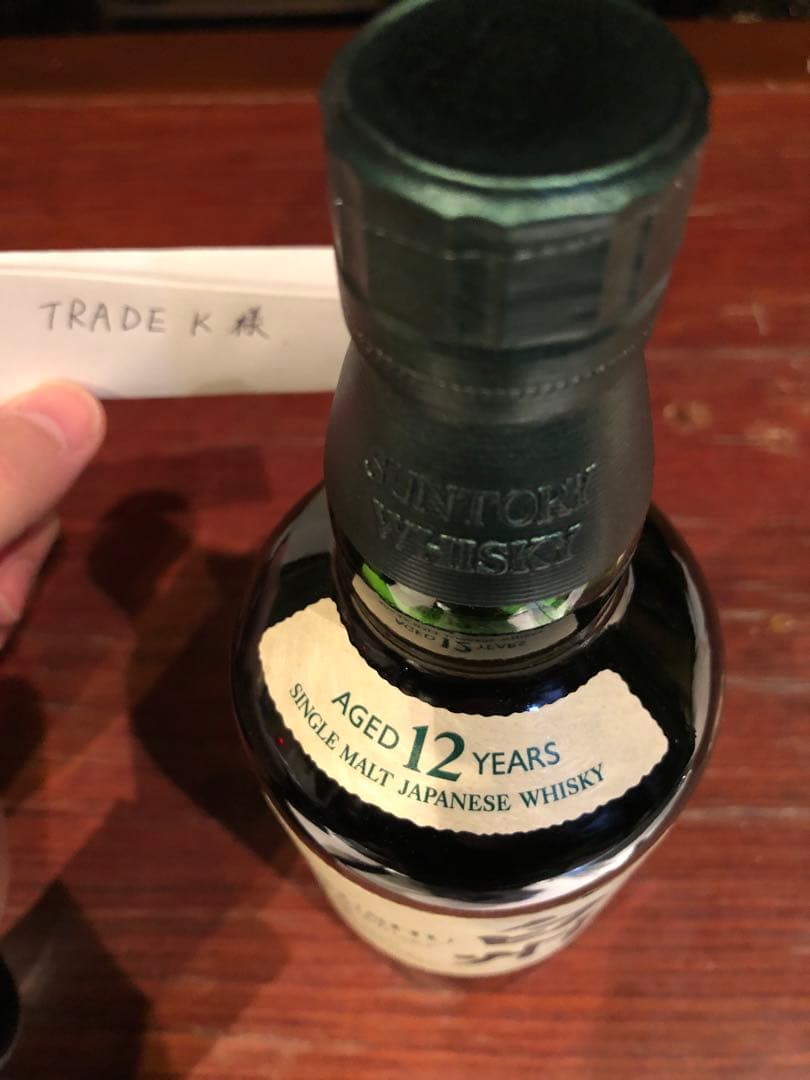 TRADE K 様
SUNTORY
WHISKY
AGED 12 YEARS
SINGLE MALT JAPANESE WHISKY